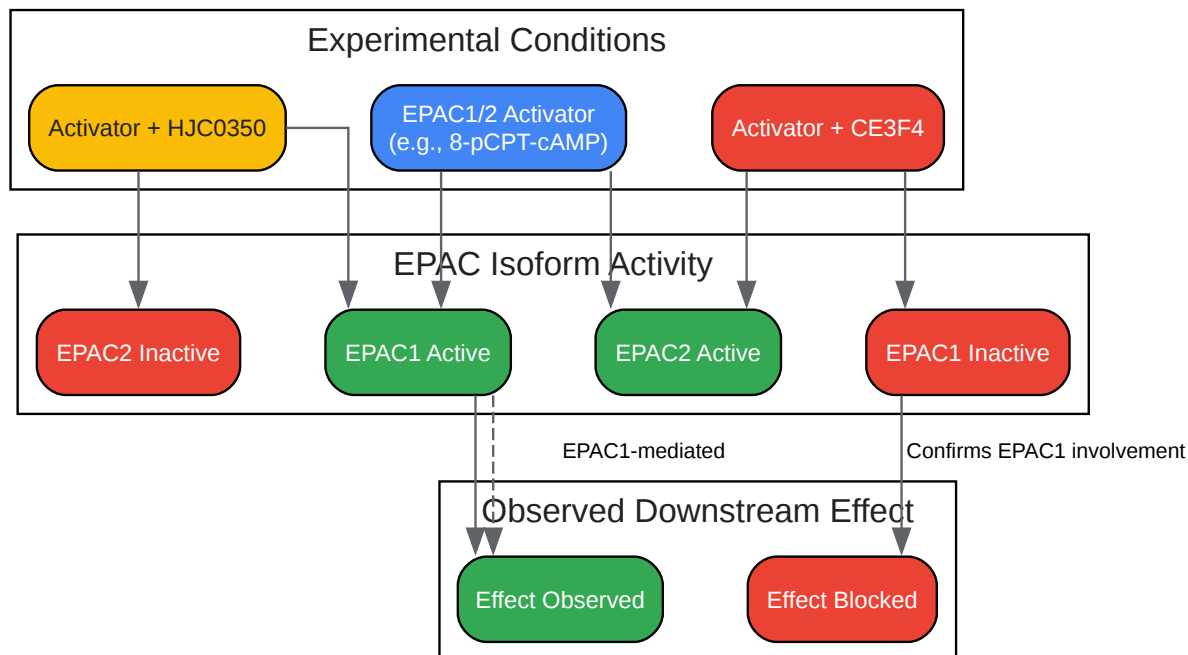 Experimental Conditions
Activator + HJC0350
EPAC1/2 Activator
(e.g., 8-pCPT-cAMP)
Activator + CE3F4
EPAC Isoform Activity
EPAC2 Inactive
EPAC1 Active
EPAC2 Active
EPAC1 Inactive
EPAC1-mediated
Confirms EPAC1 involvement
Observed Downstream Effect
Effect Observed
Effect Blocked